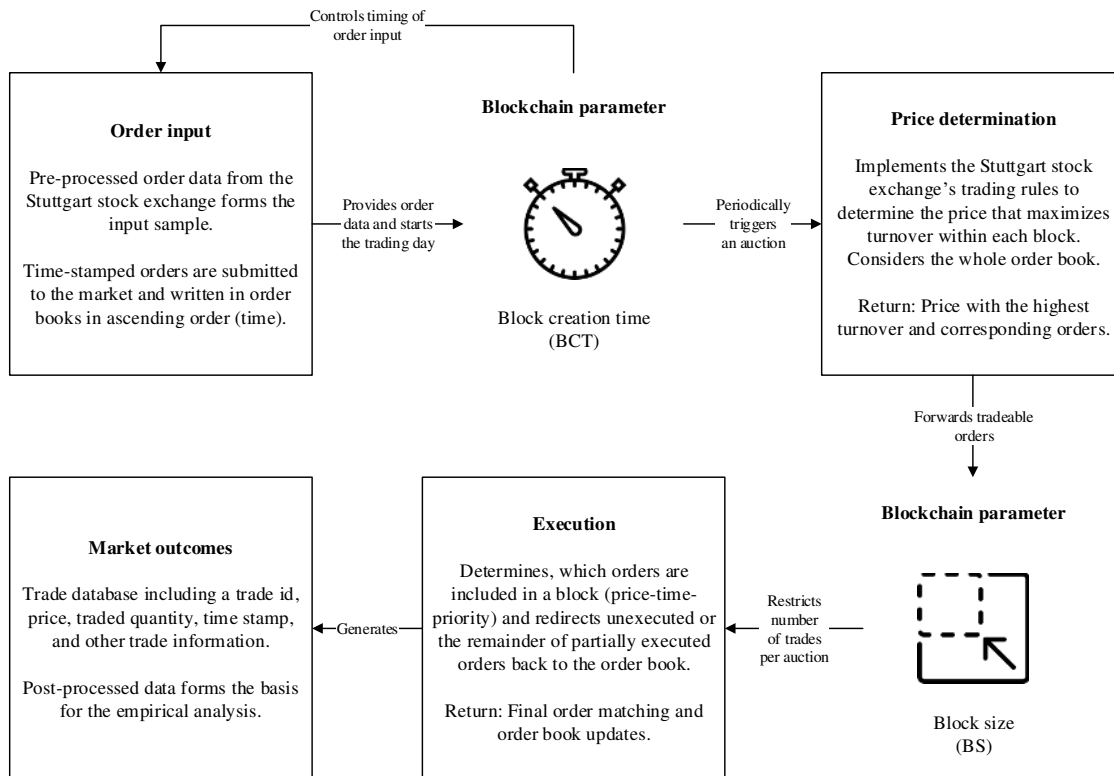 Controls timing of
order input
Order input
Pre-processed order data from the
Stuttgart stock exchange forms the
input sample.
Time-stamped orders are submitted
to the market and written in order
books in ascending order (time).
Provides order
data and starts
the trading day
Blockchain parameter
Block creation time
(BCT)
Periodically
triggers
an auction
Price determination
Implements the Stuttgart stock
exchange's trading rules to
determine the price that maximizes
turnover within each block.
Considers the whole order book.
Return: Price with the highest
turnover and corresponding orders.
Forwards tradeable
orders
Blockchain parameter
Block size
(BS)
Restricts
number
of trades
per auction
Execution
Determines, which orders are
included in a block (price-time-
priority) and redirects unexecuted or
the remainder of partially executed
orders back to the order book.
Return: Final order matching and
order book updates.
Generates
Market outcomes
Trade database including a trade id,
price, traded quantity, time stamp,
and other trade information.
Post-processed data forms the basis
for the empirical analysis.